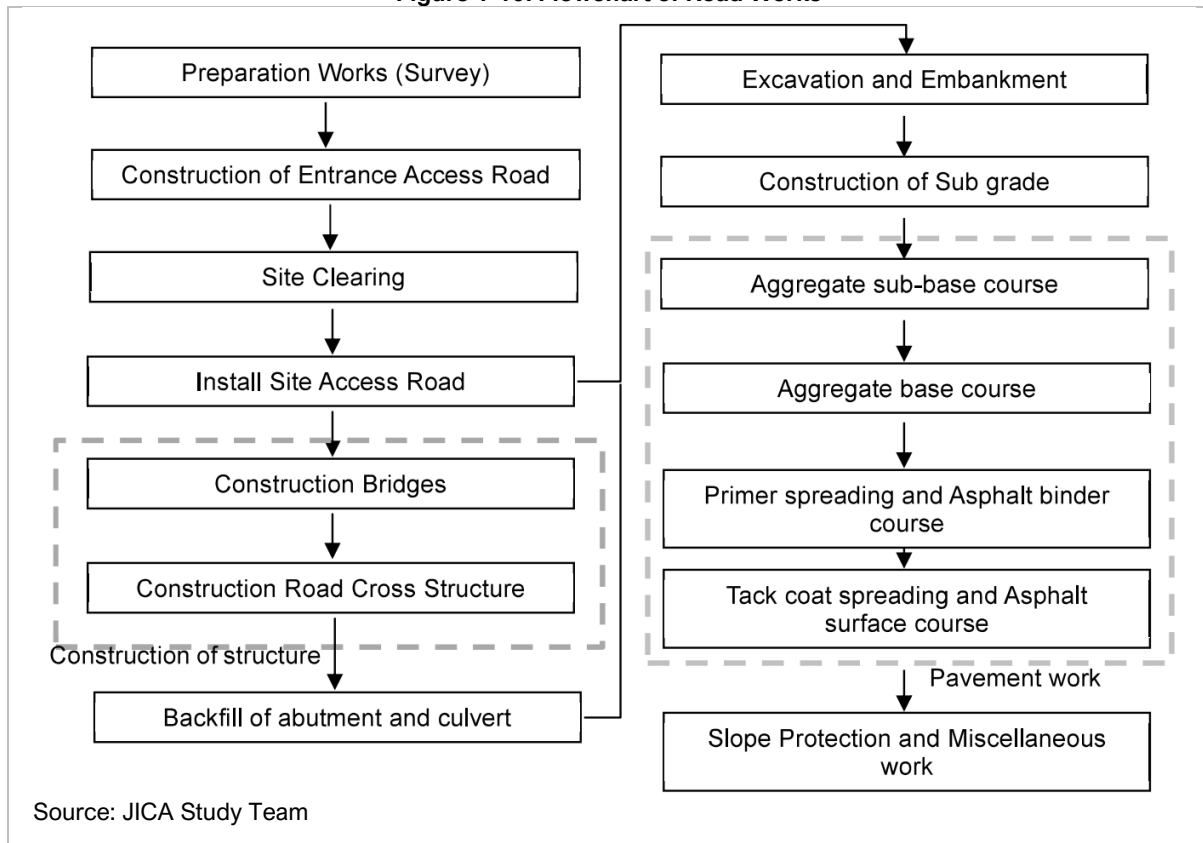 Preparation Works (Survey)
Construction of Entrance Access Road
Site Clearing
Install Site Access Road
Construction Bridges
Construction Road Cross Structure
Construction of structure
Backfill of abutment and culvert
Excavation and Embankment
Construction of Sub grade
Aggregate sub-base course
Aggregate base course
Primer spreading and Asphalt binder
course
Tack coat spreading and Asphalt
surface course
Pavement work
Slope Protection and Miscellaneous
work
Source: JICA Study Team